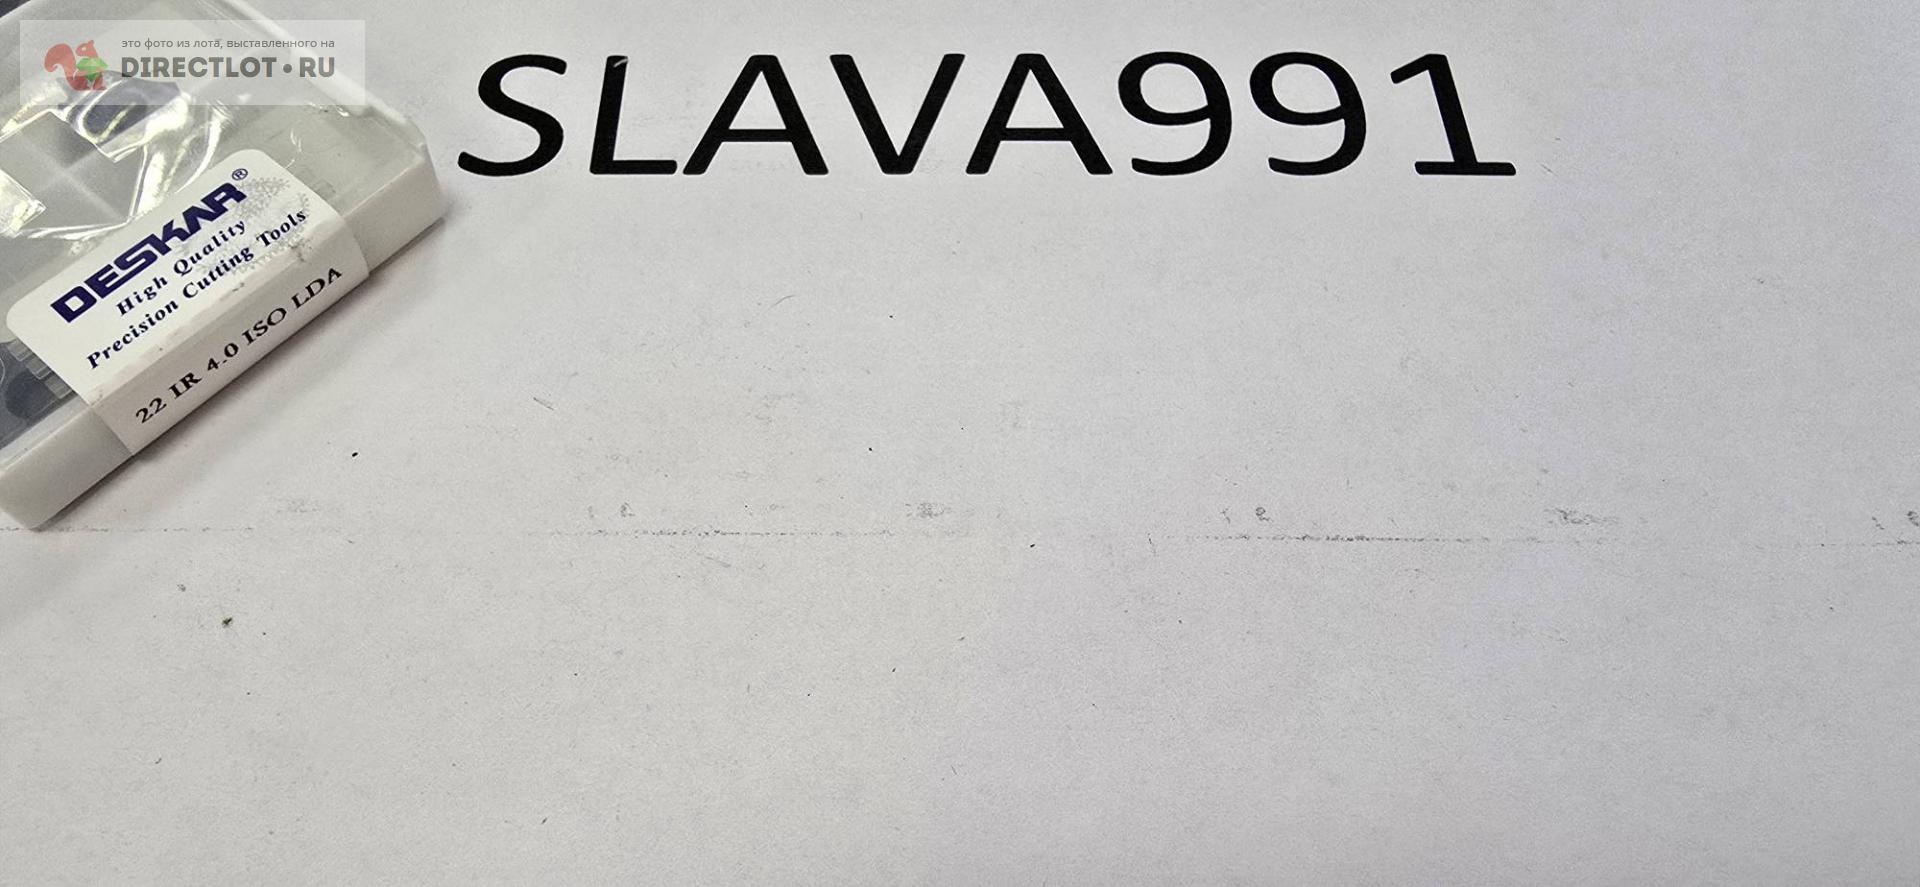 это фото из лота, выставленного на
DIRECTLOT•RU
SLAVA991
DESKAR®
High Quality
Precision Cutting Tools
22 IR 4.0 ISO LDA